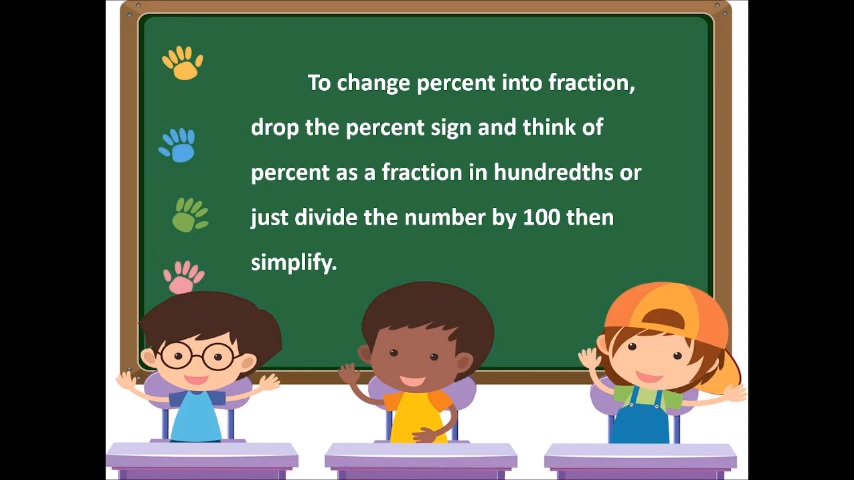 To change percent into fraction,
drop the percent sign and think of
percent as a fraction in hundredths or
just divide the number by 100 then
simplify.